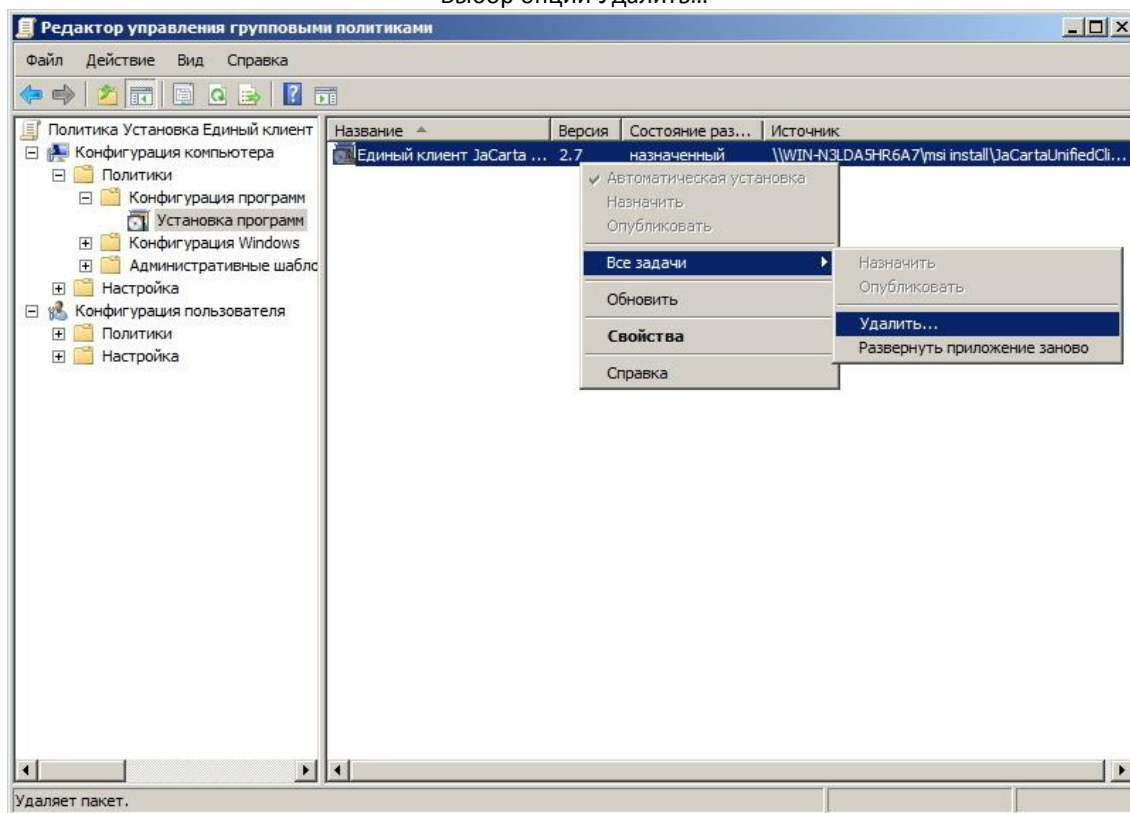 Выбор опции Удалить…
Редактор управления групповыми политиками
Файл Действие Вид Справка
Политика Установка Единый клиент
Конфигурация компьютера
Политики
Конфигурация программ
Установка программ
Конфигурация Windows
Административные шабло
Настройка
Конфигурация пользователя
Политики
Настройка
Название Версия Состояние раз... Источник
Единый клиент JaCarta ... 2.7 назначенный \\WIN-N3LDA5HR6A7\msi install\JaCartaUnifiedCli...
Автоматическая установка
Назначить
Опубликовать
Все задачи
Обновить
Свойства
Справка
Назначить
Опубликовать
Удалить...
Развернуть приложение заново
Удаляет пакет.